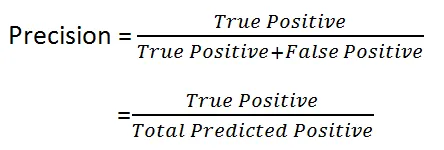 Precision = True Positive / True Positive+False Positive
= True Positive / Total Predicted Positive